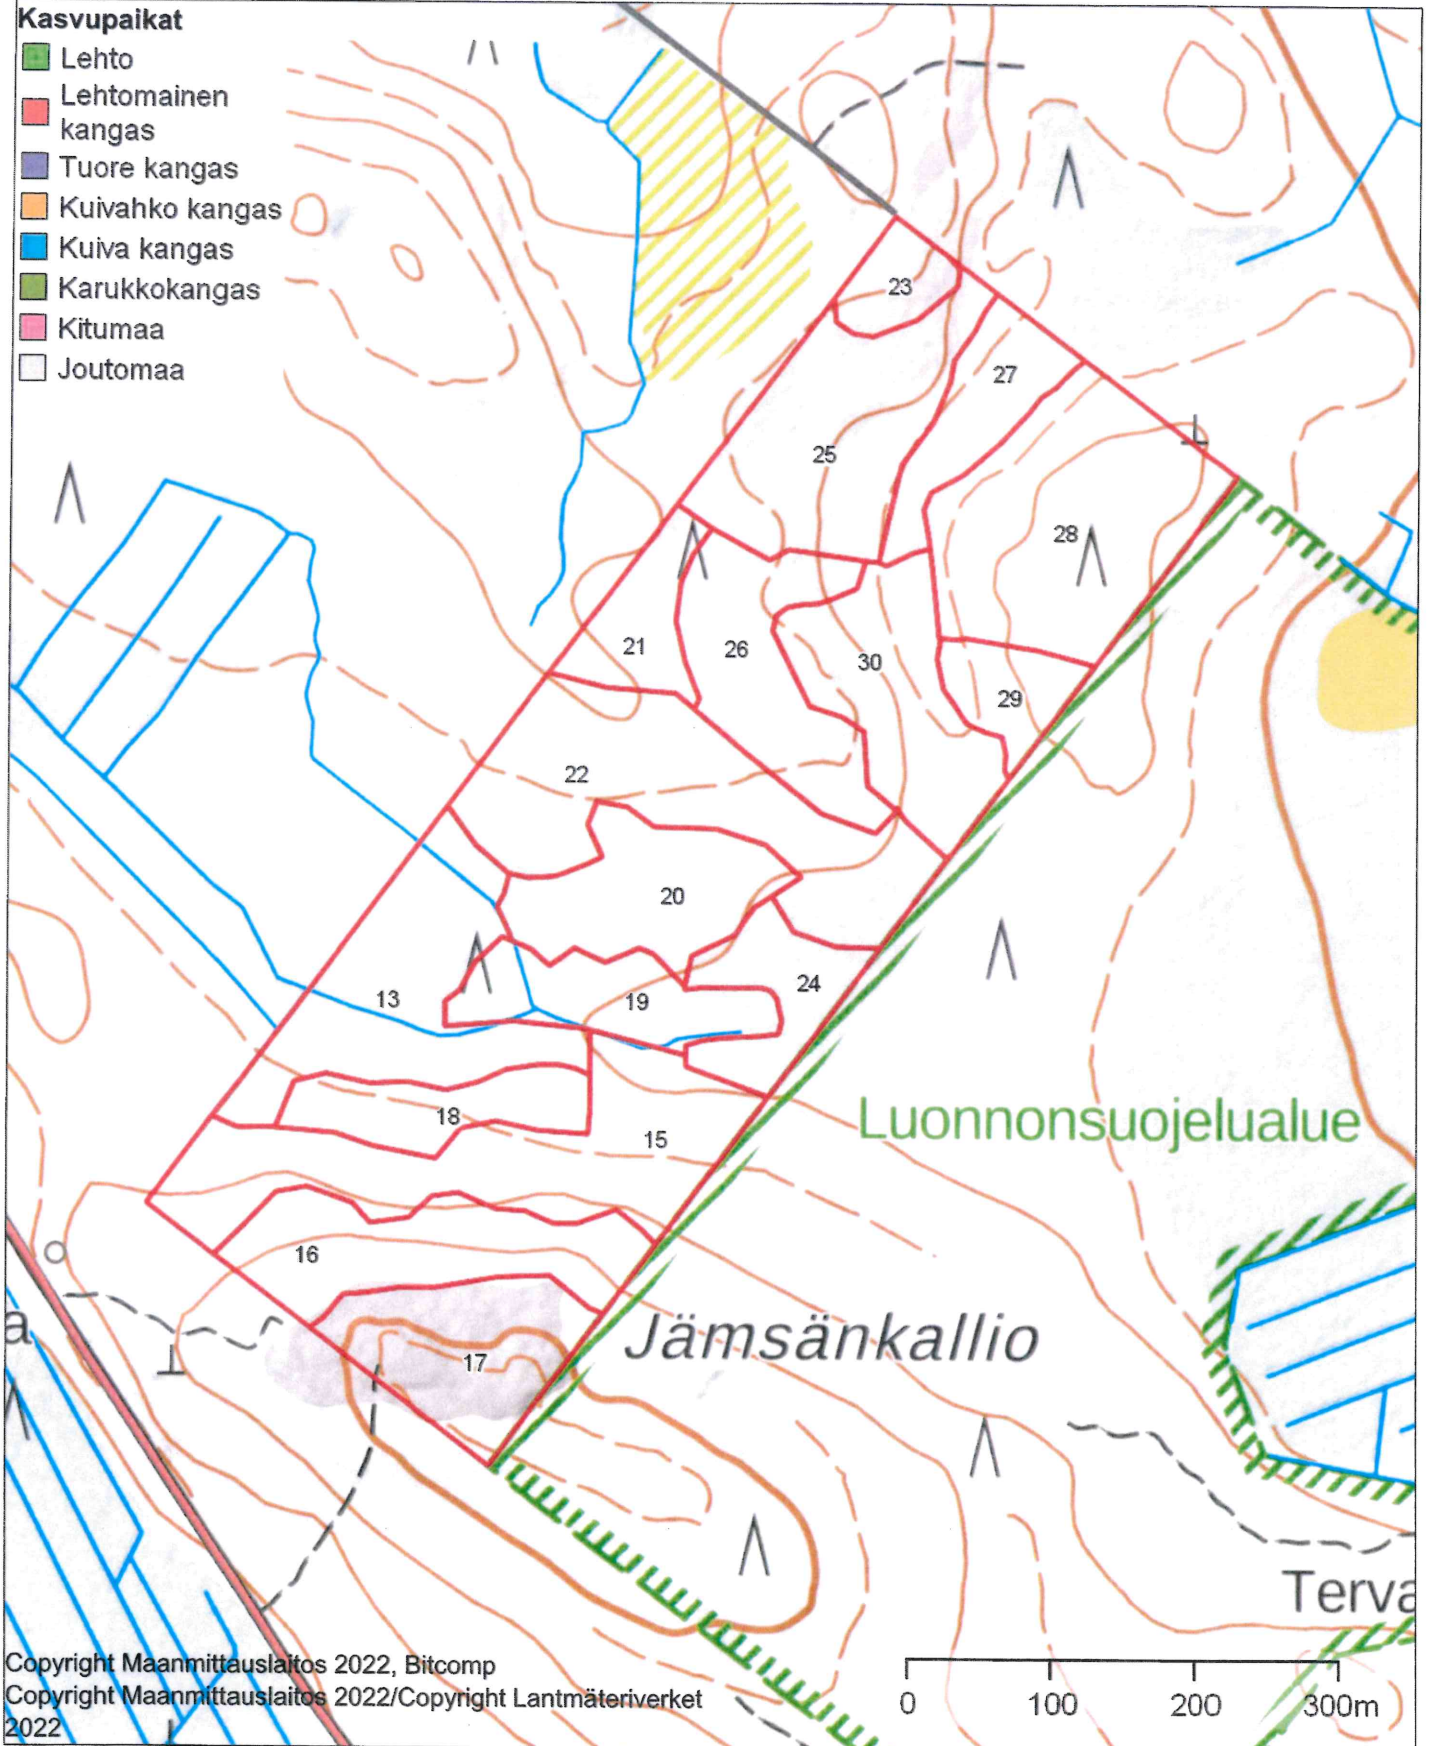 Kasvupaikat
Lehto
Lehtomainen
kangas
Tuore kangas
Kuivahko kangas
Kuiva kangas
Karukkokangas
Kitumaa
Joutomaa
23
27
25
28
21
26
30
29
22
20
24
13
19
18
15
Luonnonsuojelualue
16
a
Jämsänkallio
17
Terva
Copyright Maanmittauslaitos 2022, Bitcomp
Copyright Maanmittauslaitos 2022/Copyright Lantmäteriverket
2022
0 100 200 300m